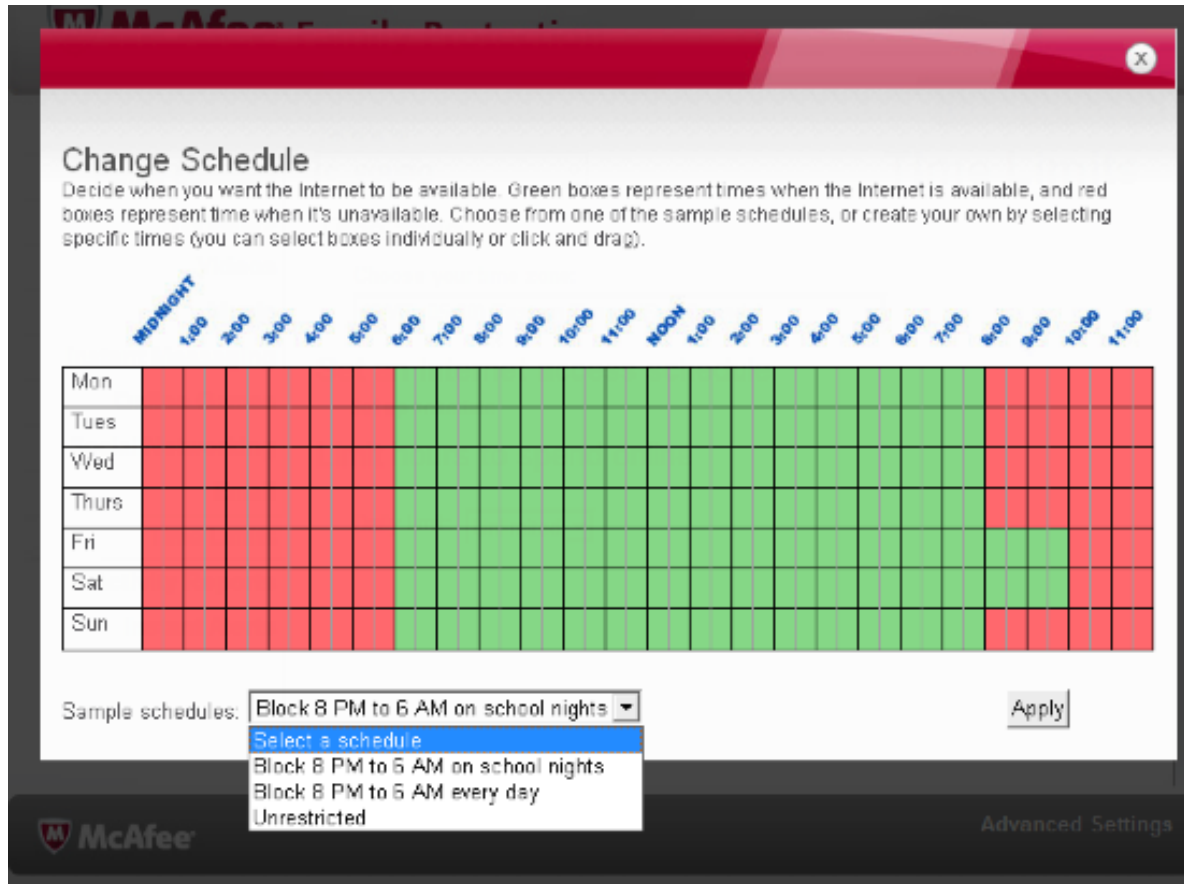 McAfee Family Protection
Change Schedule
Decide when you want the Internet to be available. Green boxes represent times when the Internet is available, and red
boxes represent time when it's unavailable. Choose from one of the sample schedules, or create your own by selecting
specific times (you can select boxes individually or click and drag).
MIDNIGHT 1:00 2:00 3:00 4:00 5:00 6:00 7:00 8:00 9:00 10:00 11:00 NOON 1:00 2:00 3:00 4:00 5:00 6:00 7:00 8:00 9:00 10:00 11:00
Mon
Tues
Wed
Thurs
Fri
Sat
Sun
Sample schedules: Block 8 PM to 6 AM on school nights Apply
Select a schedule
Block 8 PM to 6 AM on school nights
Block 8 PM to 6 AM every day
Unrestricted
McAfee Advanced Settings